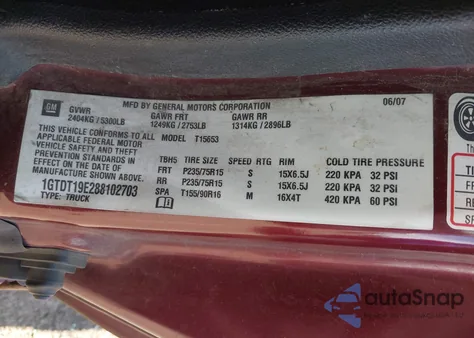 GM
MFD BY GENERAL MOTORS CORPORATION
06/07
GVWR GAWR FRT GAWR RR
2404KG / 5300LB 1249KG / 2753LB 1314KG / 2896LB
THIS VEHICLE CONFORMS TO ALL MODEL T15653
APPLICABLE FEDERAL MOTOR
VEHICLE SAFETY AND THEFT
PREVENTION STANDARDS IN
EFFECT ON THE DATE OF
MANUFACTURE SHOWN ABOVE.
1GTDT19E288102703
TYPE: TRUCK
TBH5 TIRE SIZE SPEED RTG RIM COLD TIRE PRESSURE
FRT P235/75R15 S 15X6.5J 220 KPA 32 PSI
RR P235/75R15 S 15X6.5J 220 KPA 32 PSI
SPA T155/90R16 M 16X4T 420 KPA 60 PSI
autoSnap